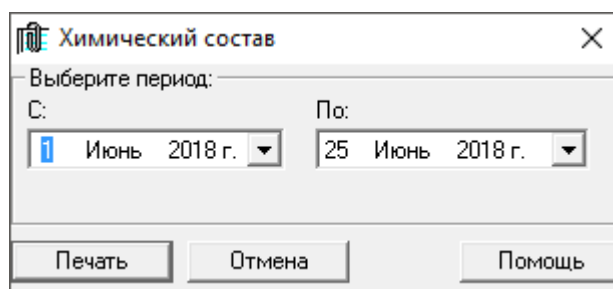 Химический состав
Выберите период:
С: По:
1 Июнь 2018 г. 25 Июнь 2018 г.
Печать Отмена Помощь